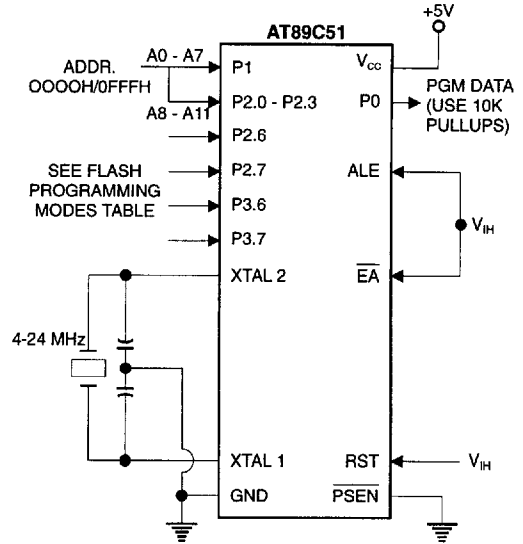 AT89C51
+5V
A0 - A7
ADDR.
OOOOH/0FFFH
P1
VCC
A8 - A11
P2.0 - P2.3
P0
PGM DATA
(USE 10K
PULLUPS)
P2.6
SEE FLASH
PROGRAMMING
MODES TABLE
P2.7
ALE
P3.6
VIH
P3.7
XTAL 2
EA
4-24 MHz
XTAL 1
RST
VIH
GND
PSEN